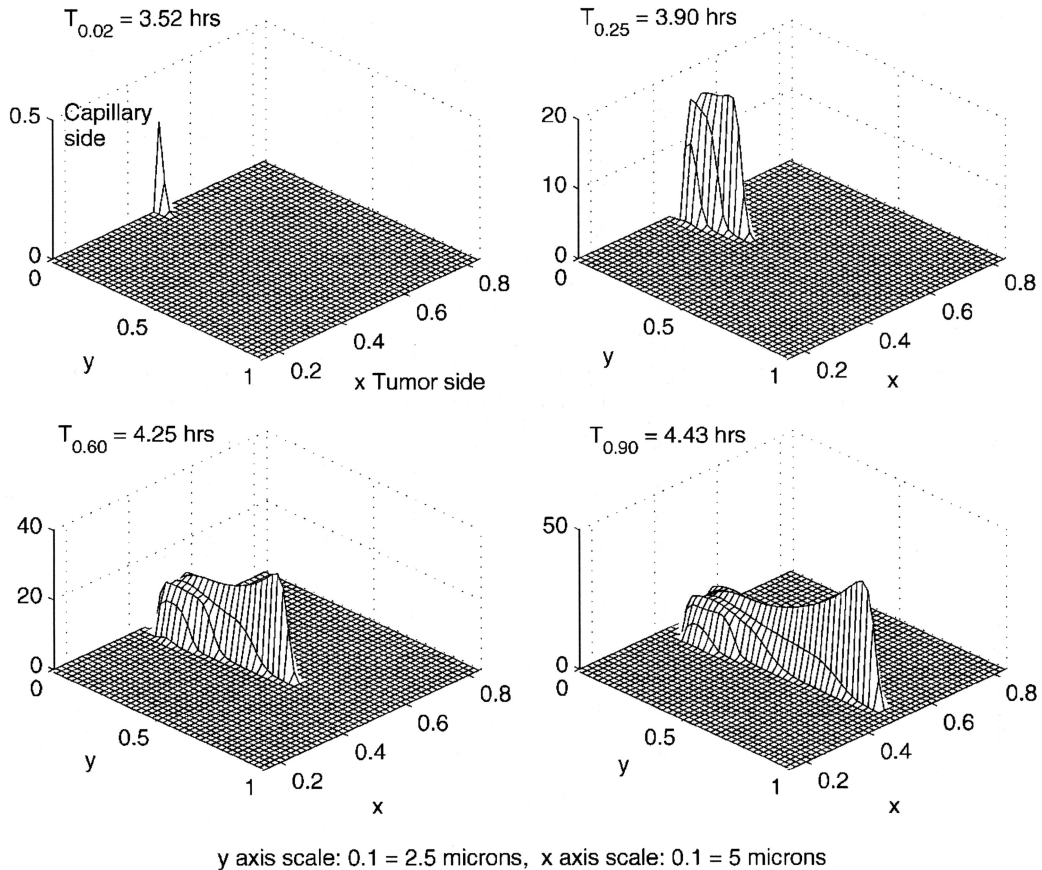 T0.02 = 3.52 hrs
0.5
Capillary
side
0
0
0.5
y
1
0.2
0.4
0.6
0.8
x Tumor side
T0.25 = 3.90 hrs
20
10
0
0
0.5
y
1
0.2
0.4
0.6
0.8
x
T0.60 = 4.25 hrs
40
20
0
0
0.5
y
1
0.2
0.4
0.6
0.8
x
T0.90 = 4.43 hrs
50
0
0
0.5
y
1
0.2
0.4
0.6
0.8
x
y axis scale: 0.1 = 2.5 microns, x axis scale: 0.1 = 5 microns